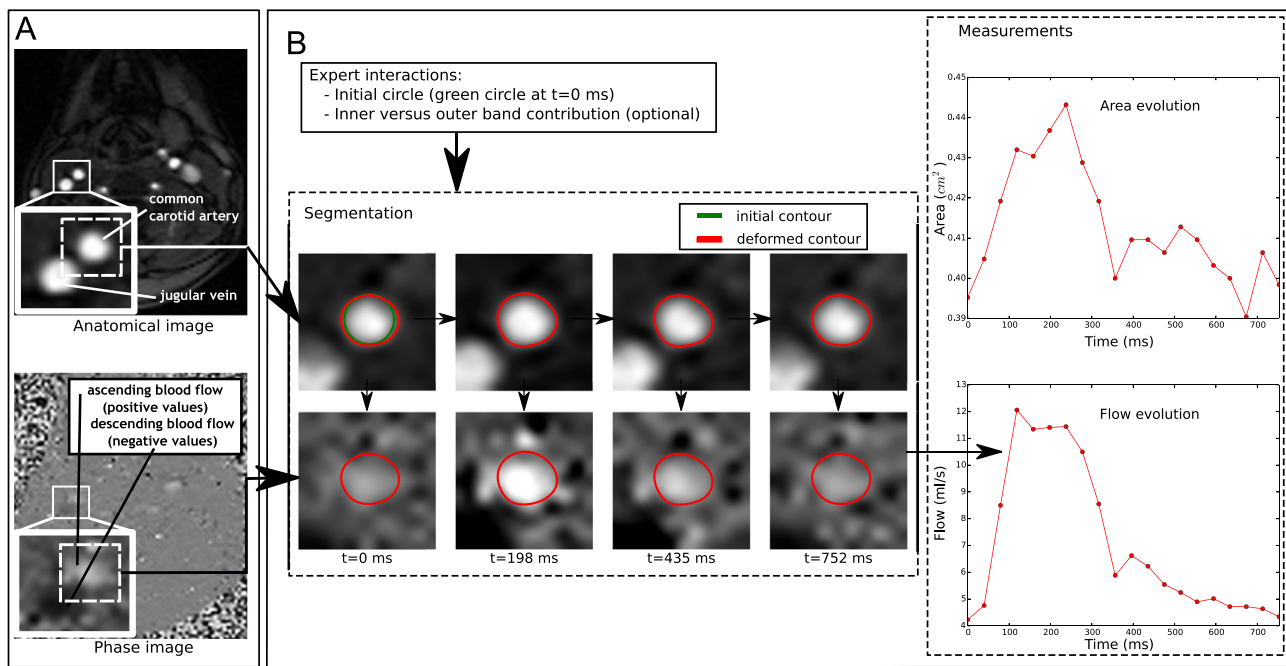 A
common
carotid artery
jugular vein
Anatomical image
ascending blood flow
(positive values)
descending blood flow
(negative values)
Phase image
B
Expert interactions:
- Initial circle (green circle at t=0 ms)
- Inner versus outer band contribution (optional)
Segmentation
initial contour
deformed contour
t=0 ms
t=198 ms
t=435 ms
t=752 ms
Measurements
Area evolution
Area (cm²)
0.45
0.44
0.43
0.42
0.41
0.40
0.39
0 100 200 300 400 500 600 700
Time (ms)
Flow evolution
Flow (ml/s)
13
12
11
10
9
8
7
6
5
4
0 100 200 300 400 500 600 700
Time (ms)